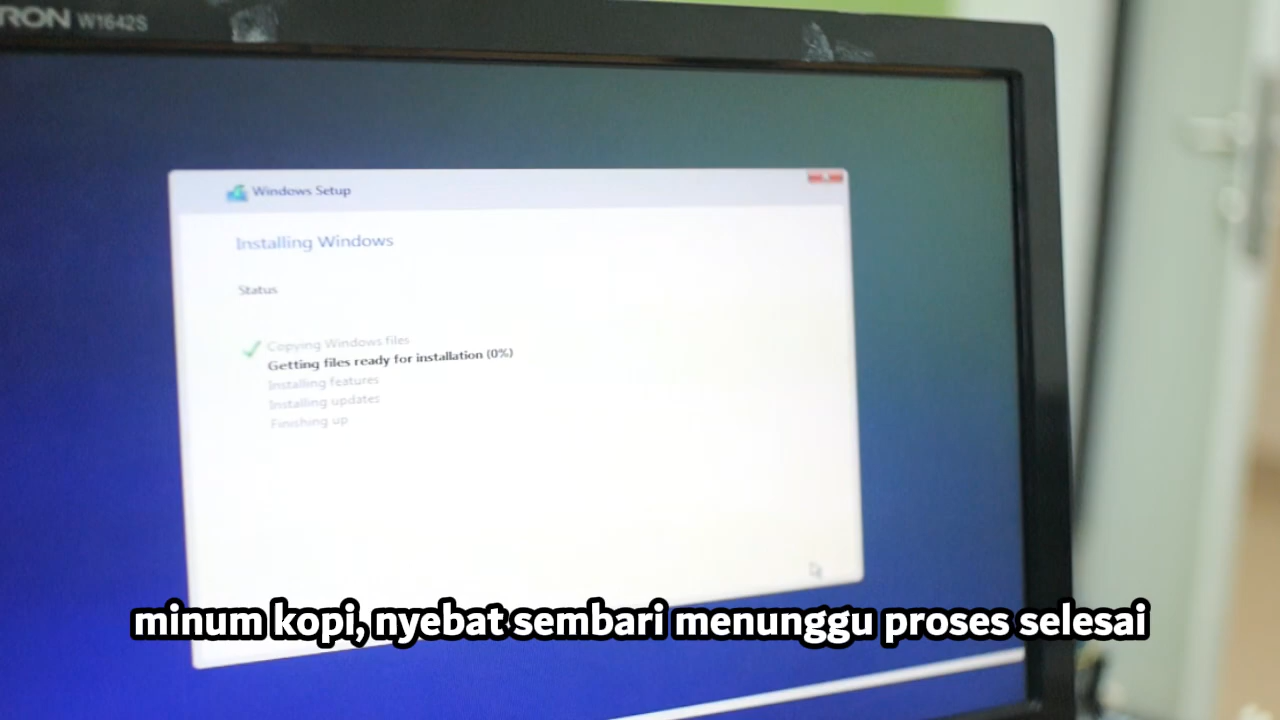 RON W1642S
Windows Setup
Installing Windows
Status
Copying Windows files
Getting files ready for installation (0%)
Installing features
Installing updates
Finishing up
minum kopi, nyebat sembari menunggu proses selesai